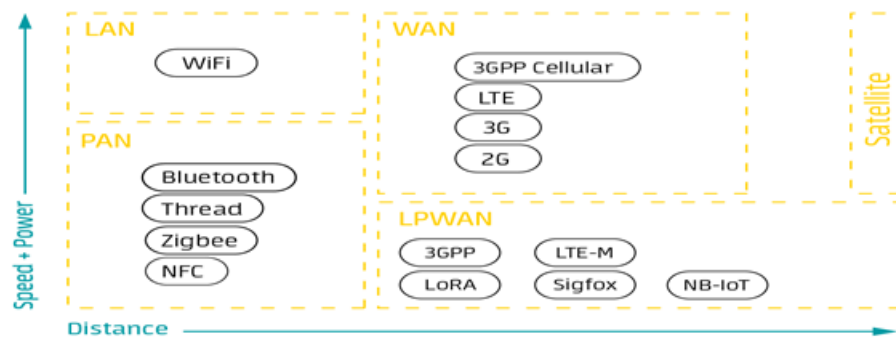 LAN
WiFi
PAN
Bluetooth
Thread
Zigbee
NFC
WAN
3GPP Cellular
LTE
3G
2G
Satellite
LPWAN
3GPP
LTE-M
LoRA
Sigfox
NB-IoT
Speed + Power
Distance